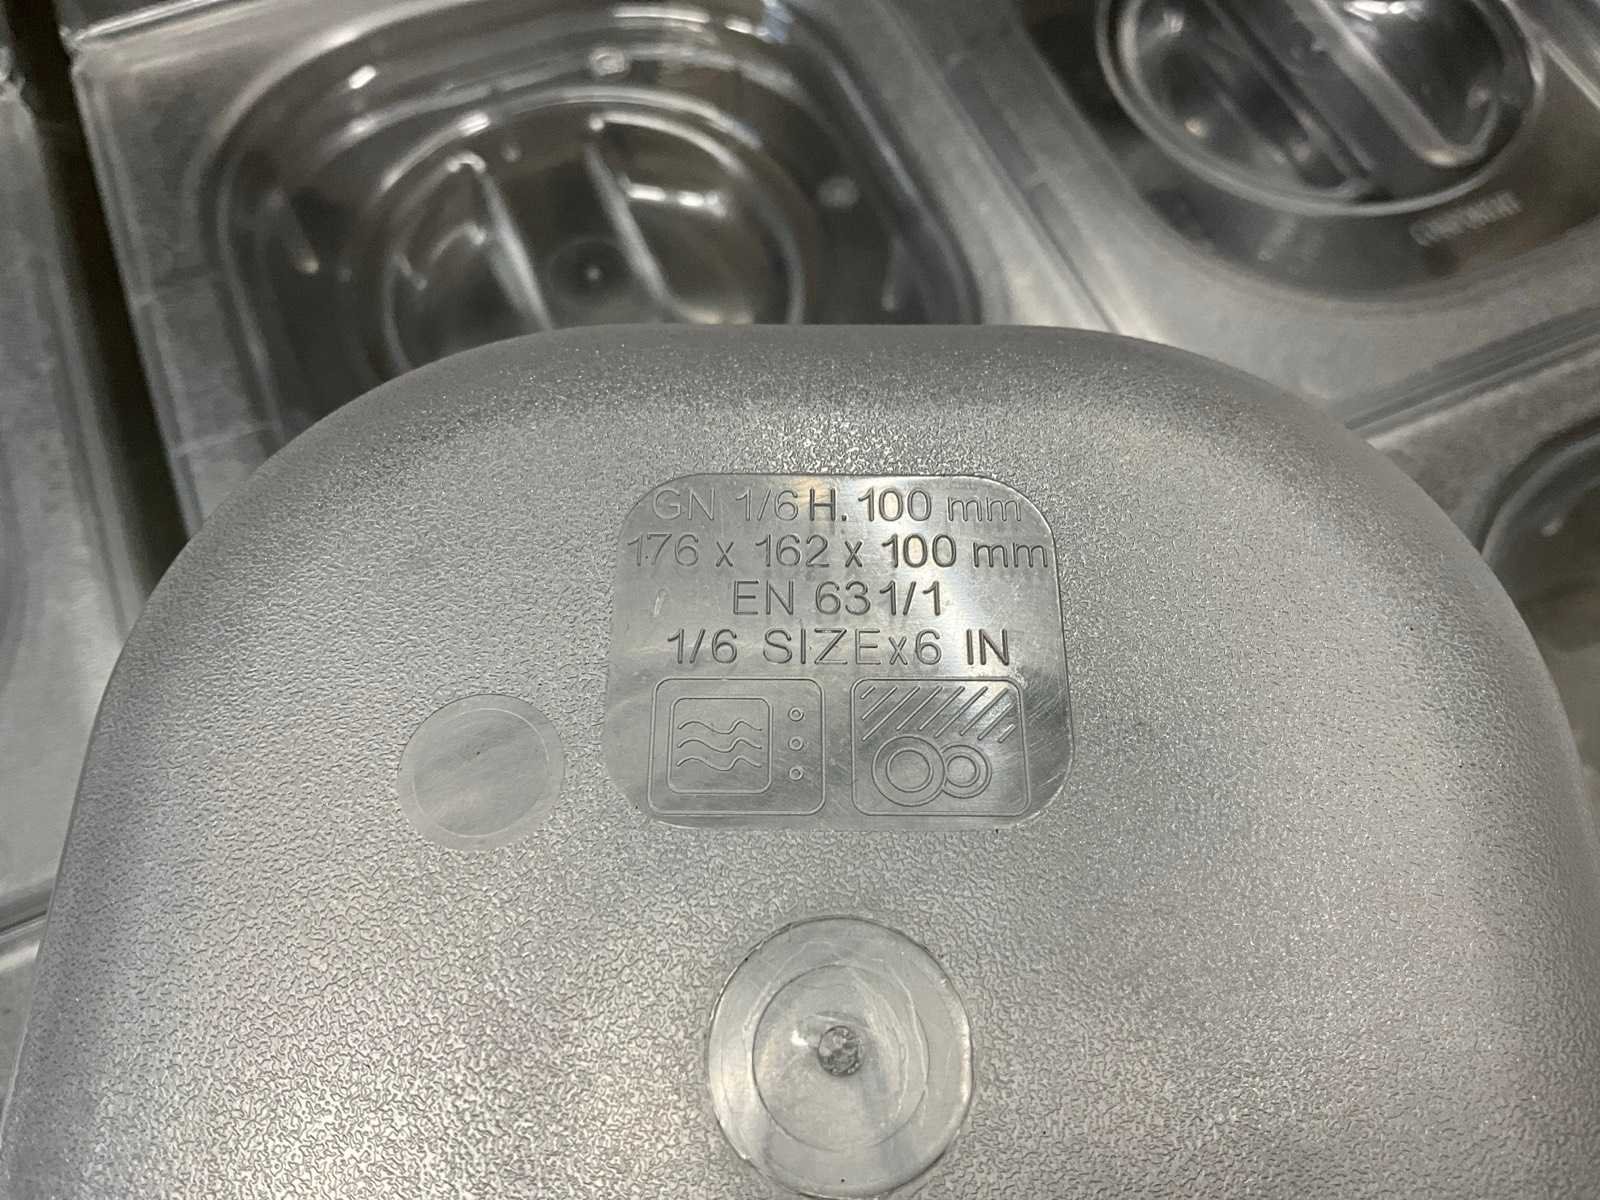 GN 1/6 H. 100 mm
176 x 162 x 100 mm
EN 631/1
1/6 SIZEx6 IN